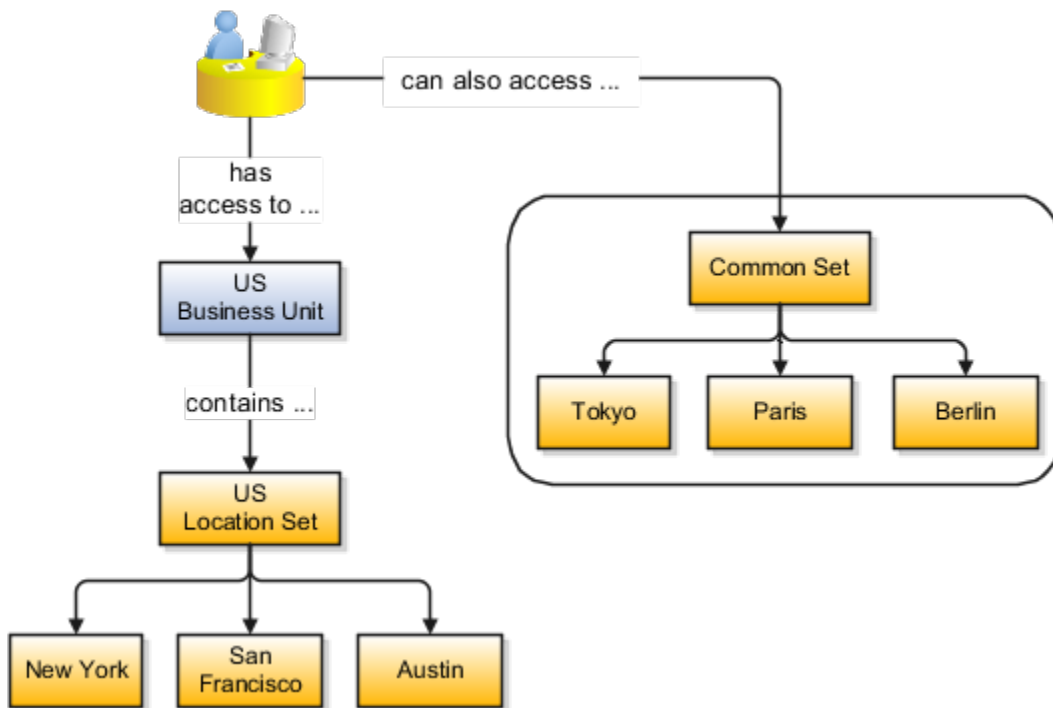 can also access ...
has
access to ...
US
Business Unit
Common Set
Tokyo
Paris
Berlin
contains ...
US
Location Set
New York
San
Francisco
Austin